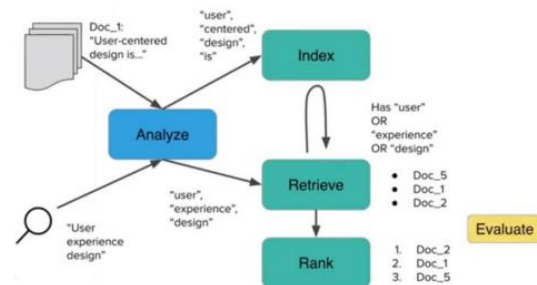 Doc_1:
"User-centered
design is..."
"user",
"centered",
"design",
"is"
Index
Analyze
Has "user"
OR
"experience"
OR "design"
Retrieve
• Doc_5
• Doc_1
• Doc_2
"user",
"experience",
"design"
"User
experience
design"
Evaluate
Rank
1. Doc_2
2. Doc_1
3. Doc_5